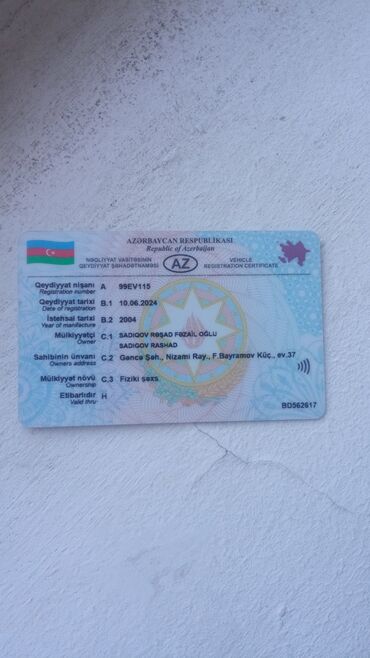 AZƏRBAYCAN RESPUBLİKASI
Republic of Azerbaijan
NƏQLİYYAT VASİTƏSİNİN QEYDİYYAT ŞƏHADƏTNAMƏSİ
AZ
VEHICLE REGISTRATION CERTIFICATE
Qeydiyyat nişanı A 99EV115
Registration number
Qeydiyyat tarixi B.1 10.06.2024
Date of registration
İstehsal tarixi B.2 2004
Year of manifacture
Mülkiyyətçi C.1 SADIQOV RƏŞAD FƏZAİL OĞLU
Owner SADIGOV RASHAD
Sahibinin ünvanı C.2 Gəncə Şəh., Nizami Ray., F.Bayramov Küç., ev.37
Owners address
Mülkiyyət növü C.3 Fiziki şəxs
Ownership
Etibarlıdır H
Valid thru
BD562617